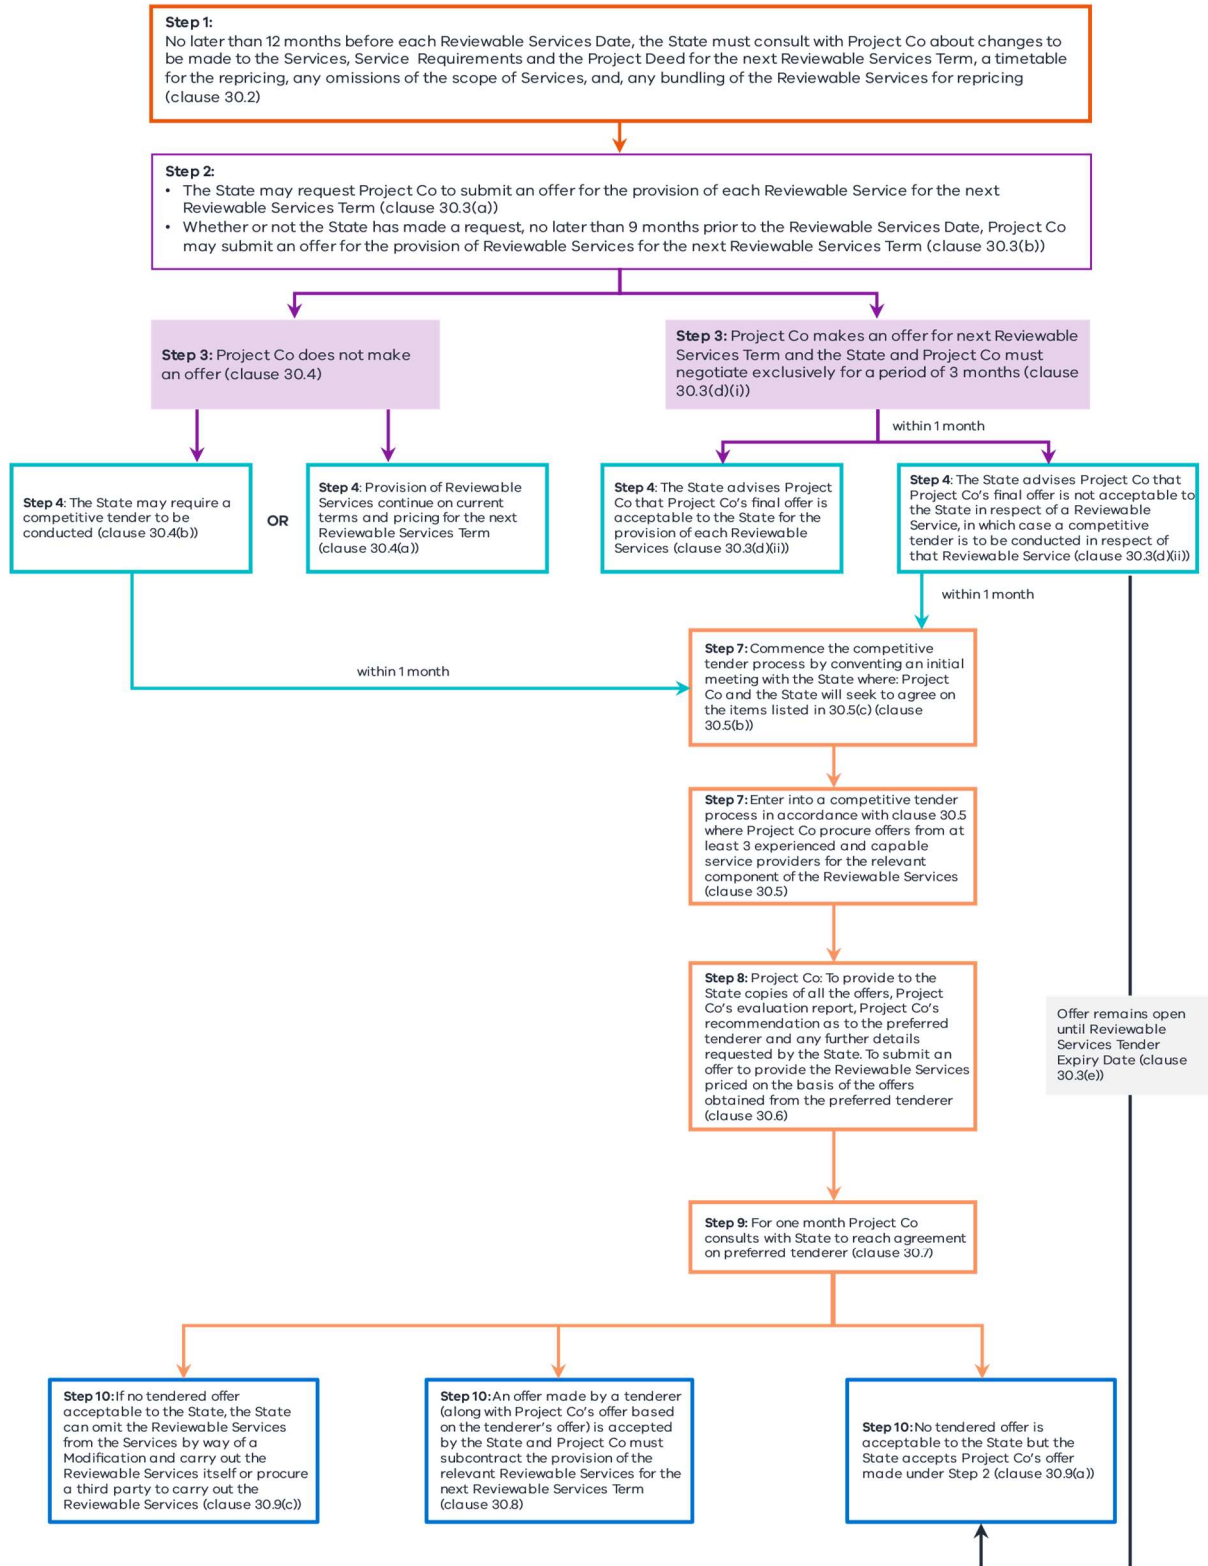 Step 1:
No later than 12 months before each Reviewable Services Date, the State must consult with Project Co about changes to
be made to the Services, Service Requirements and the Project Deed for the next Reviewable Services Term, a timetable
for the repricing, any omissions of the scope of Services, and, any bundling of the Reviewable Services for repricing
(clause 30.2)
Step 2:
• The State may request Project Co to submit an offer for the provision of each Reviewable Service for the next
Reviewable Services Term (clause 30.3(a))
• Whether or not the State has made a request, no later than 9 months prior to the Reviewable Services Date, Project Co
may submit an offer for the provision of Reviewable Services for the next Reviewable Services Term (clause 30.3(b))
Step 3: Project Co does not make
an offer (clause 30.4)
Step 3: Project Co makes an offer for next Reviewable
Services Term and the State and Project Co must
negotiate exclusively for a period of 3 months (clause
30.3(d)(i))
within 1 month
Step 4: The State may require a
competitive tender to be
conducted (clause 30.4(b))
OR
Step 4: Provision of Reviewable
Services continue on current
terms and pricing for the next
Reviewable Services Term
(clause 30.4(a))
Step 4: The State advises Project
Co that Project Co's final offer is
acceptable to the State for the
provision of each Reviewable
Services (clause 30.3(d)(ii))
Step 4: The State advises Project Co that
Project Co's final offer is not acceptable to
the State in respect of a Reviewable
Service, in which case a competitive
tender is to be conducted in respect of
that Reviewable Service (clause 30.3(d)(ii))
within 1 month
within 1 month
Step 7: Commence the competitive
tender process by conventing an initial
meeting with the State where: Project
Co and the State will seek to agree on
the items listed in 30.5(c) (clause
30.5(b))
Step 7: Enter into a competitive tender
process in accordance with clause 30.5
where Project Co procure offers from at
least 3 experienced and capable
service providers for the relevant
component of the Reviewable Services
(clause 30.5)
Step 8: Project Co: To provide to the
State copies of all the offers, Project
Co's evaluation report, Project Co's
recommendation as to the preferred
tenderer and any further details
requested by the State. To submit an
offer to provide the Reviewable Services
priced on the basis of the offers
obtained from the preferred tenderer
(clause 30.6)
Offer remains open
until Reviewable
Services Tender
Expiry Date (clause
30.3(e))
Step 9: For one month Project Co
consults with State to reach agreement
on preferred tenderer (clause 30.7)
Step 10: If no tendered offer
acceptable to the State, the State
can omit the Reviewable Services
from the Services by way of a
Modification and carry out the
Reviewable Services itself or procure
a third party to carry out the
Reviewable Services (clause 30.9(c))
Step 10: An offer made by a tenderer
(along with Project Co's offer based
on the tenderer's offer) is accepted
by the State and Project Co must
subcontract the provision of the
relevant Reviewable Services for the
next Reviewable Services Term
(clause 30.8)
Step 10: No tendered offer is
acceptable to the State but the
State accepts Project Co's offer
made under Step 2 (clause 30.9(a))